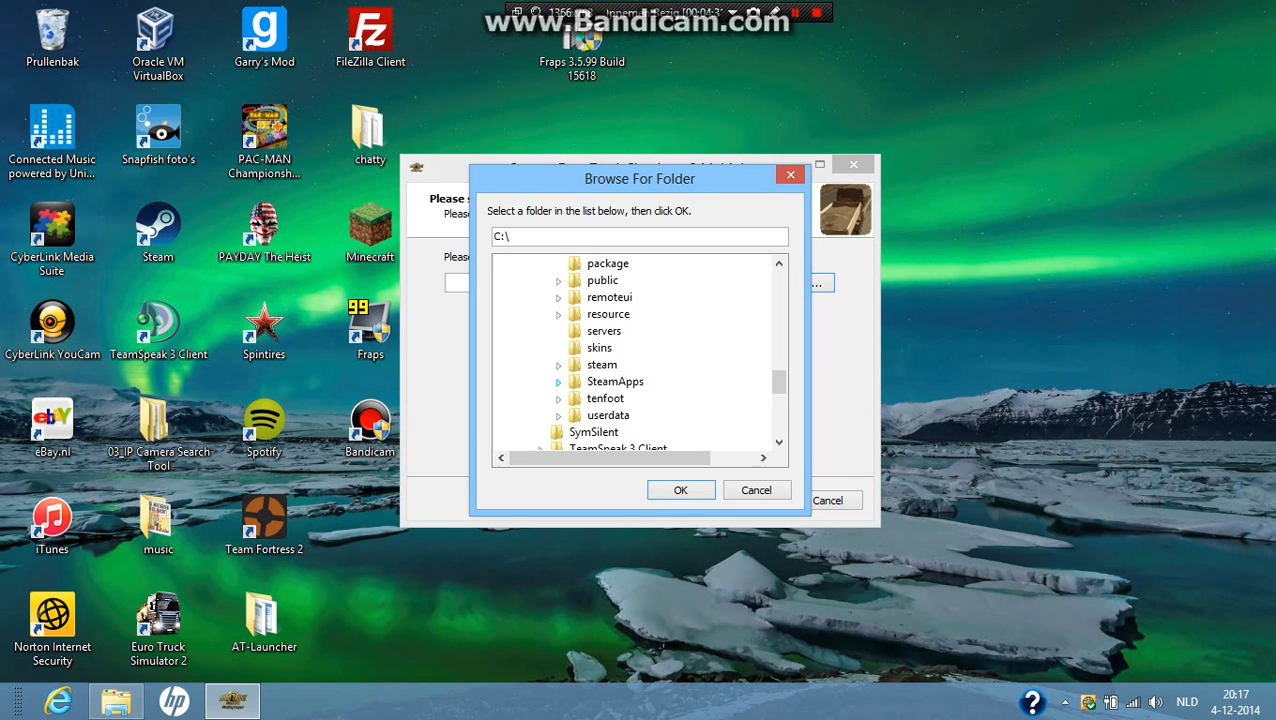 www.Bandicam.com
Prullenbak
Oracle VM
VirtualBox
Garry's Mod
FileZilla Client
Fraps 3.5.99 Build
15618
Connected Music
powered by Uni...
Snapfish foto's
PAC-MAN
Championsh...
chatty
CyberLink Media
Suite
Steam
PAYDAY The Heist
Minecraft
CyberLink YouCam
TeamSpeak 3 Client
Spintires
99
Fraps
ebY
eBay.nl
03_IP Camera Search
Tool
Spotify
Bandicam
iTunes
music
Team Fortress 2
Norton Internet
Security
Euro Truck
Simulator 2
AT-Launcher
Browse For Folder
Please
Select a folder in the list below, then click OK.
C:\
package
public
remoteui
resource
servers
skins
steam
SteamApps
tenfoot
userdata
SymSilent
TeamSpeak 3 Client
OK
Cancel
Cancel
...
NLD
20:17
4-12-2014